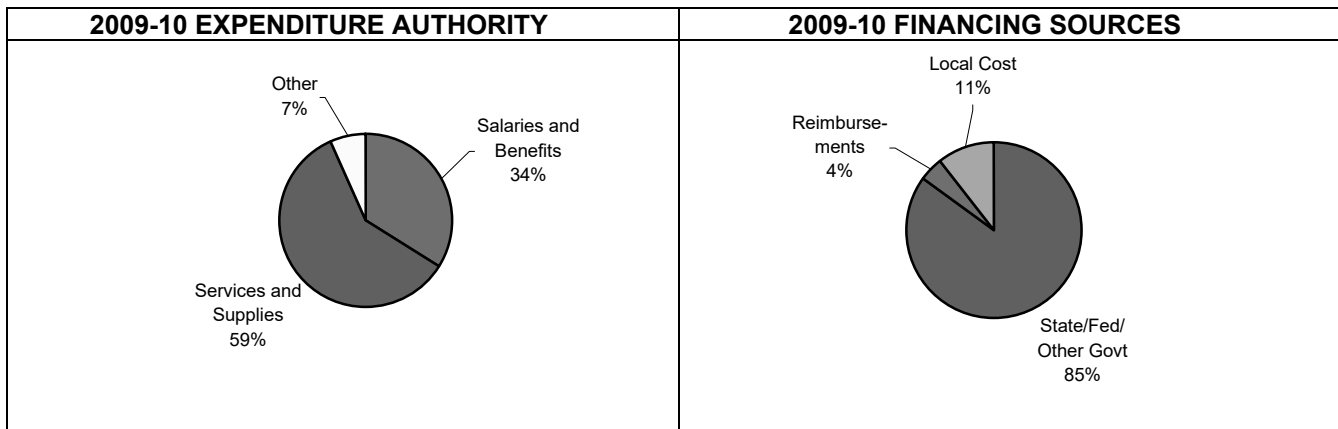 2009-10 EXPENDITURE AUTHORITY
Other
7%
Salaries and
Benefits
34%
Services and
Supplies
59%
2009-10 FINANCING SOURCES
Local Cost
11%
Reimburse-
ments
4%
State/Fed/
Other Govt
85%